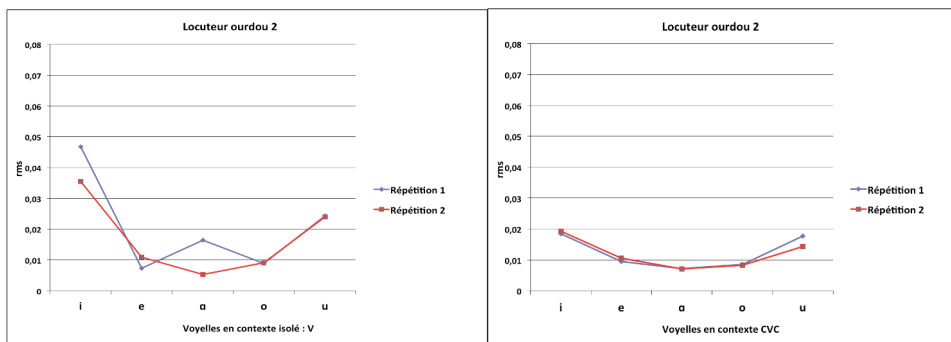 Locuteur ourdou 2
0,08
0,07
0,06
0,05
0,04
0,03
0,02
0,01
0
rms
i e ɑ o u
Voyelles en contexte isolé : V
Répétition 1
Répétition 2
Locuteur ourdou 2
0,08
0,07
0,06
0,05
0,04
0,03
0,02
0,01
0
rms
i e ɑ o u
Voyelles en contexte CVC
Répétition 1
Répétition 2